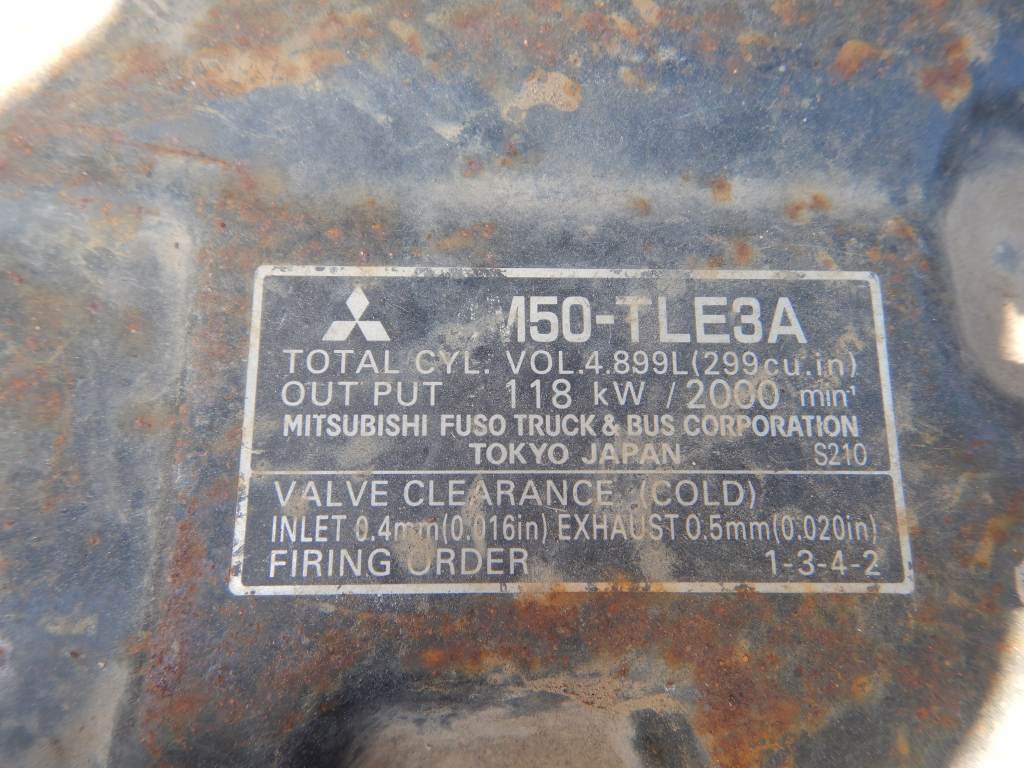 M50-TLE3A
TOTAL CYL. VOL.4.899L(299cu.in)
OUT PUT 118 kW / 2000 min⁻¹
MITSUBISHI FUSO TRUCK & BUS CORPORATION
TOKYO JAPAN S210
VALVE CLEARANCE (COLD)
INLET 0.4mm(0.016in) EXHAUST 0.5mm(0.020in)
FIRING ORDER 1-3-4-2